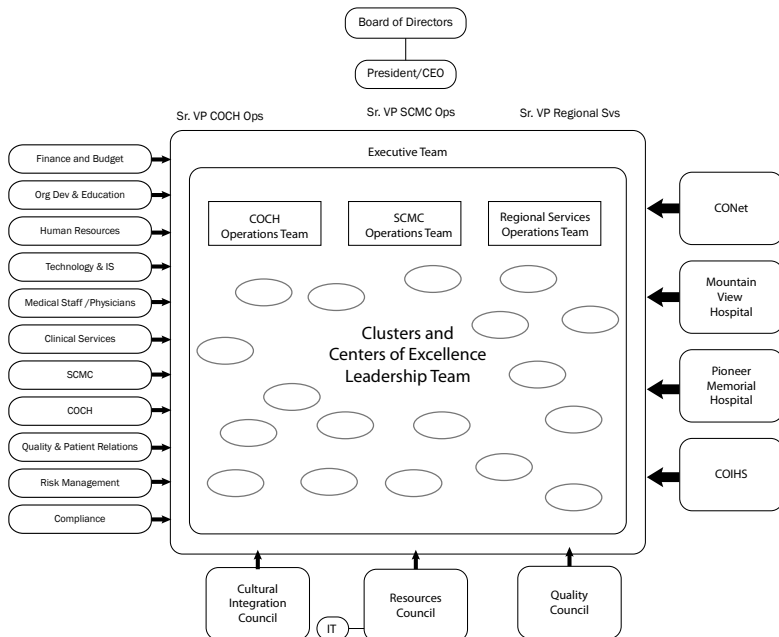 Board of Directors
President/CEO
Sr. VP COCH Ops
Sr. VP SCMC Ops
Sr. VP Regional Svs
Executive Team
Finance and Budget
Org Dev & Education
Human Resources
Technology & IS
Medical Staff /Physicians
Clinical Services
SCMC
COCH
Quality & Patient Relations
Risk Management
Compliance
COCH
Operations Team
SCMC
Operations Team
Regional Services
Operations Team
Clusters and
Centers of Excellence
Leadership Team
CONet
Mountain
View
Hospital
Pioneer
Memorial
Hospital
COIHS
Cultural
Integration
Council
IT
Resources
Council
Quality
Council